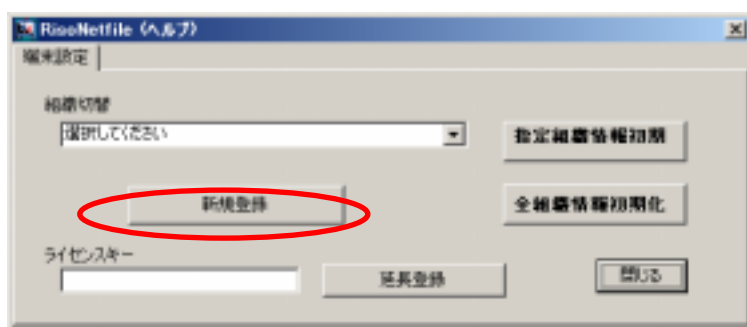 RisoNetfile (ヘルプ)
端末設定
組織切替
選択してください
指定組織情報初期
新規登録
全組織情報初期化
ライセンスキー
延長登録
閉じる